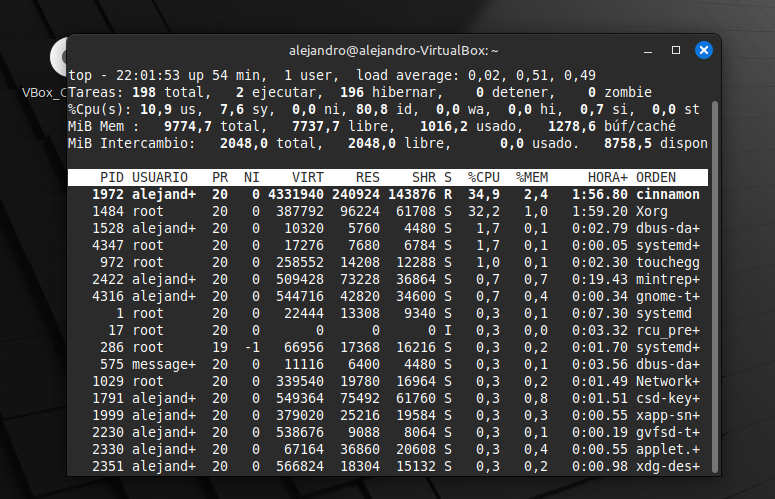 alejandro@alejandro-VirtualBox: ~
VBox_
top - 22:01:53 up 54 min,  1 user,  load average: 0,02, 0,51, 0,49
Tareas: 198 total,   2 ejecutar,  196 hibernar,    0 detener,    0 zombie
%Cpu(s): 10,9 us,  7,6 sy,  0,0 ni, 80,8 id,  0,0 wa,  0,0 hi,  0,7 si,  0,0 st
MiB Mem :   9774,7 total,   7737,7 libre,   1016,2 usado,   1278,6 búf/caché
MiB Intercambio:   2048,0 total,   2048,0 libre,      0,0 usado.   8758,5 dispon
PID USUARIO   PR  NI    VIRT    RES    SHR S  %CPU  %MEM     HORA+ ORDEN
1972 alejand+  20   0 4331940 240924 143876 R  34,9   2,4   1:56.80 cinnamon
1484 root      20   0  387792  96224  61708 S  32,2   1,0   1:59.20 Xorg
1528 alejand+  20   0   10320   5760   4480 S   1,7   0,1   0:02.79 dbus-da+
4347 root      20   0   17276   7680   6784 S   1,7   0,1   0:00.05 systemd+
972 root      20   0  258552  14208  12288 S   1,0   0,1   0:02.30 touchegg
2422 alejand+  20   0  509428  73228  36864 S   0,7   0,7   0:19.43 mintrep+
4316 alejand+  20   0  544716  42820  34600 S   0,7   0,4   0:00.34 gnome-t+
1 root      20   0   22444  13308   9340 S   0,3   0,1   0:07.30 systemd
17 root      20   0       0      0      0 I   0,3   0,0   0:03.32 rcu_pre+
286 root      19  -1   66956  17368  16216 S   0,3   0,2   0:01.70 systemd+
575 message+  20   0   11116   6400   4480 S   0,3   0,1   0:03.56 dbus-da+
1029 root      20   0  339540  19780  16964 S   0,3   0,2   0:01.49 Network+
1791 alejand+  20   0  549364  75492  61760 S   0,3   0,8   0:01.51 csd-key+
1999 alejand+  20   0  379020  25216  19584 S   0,3   0,3   0:00.55 xapp-sn+
2230 alejand+  20   0  538676   9088   8064 S   0,3   0,1   0:00.19 gvfsd-t+
2330 alejand+  20   0   67164  36860  20608 S   0,3   0,4   0:00.55 applet.+
2351 alejand+  20   0  566824  18304  15132 S   0,3   0,2   0:00.98 xdg-des+